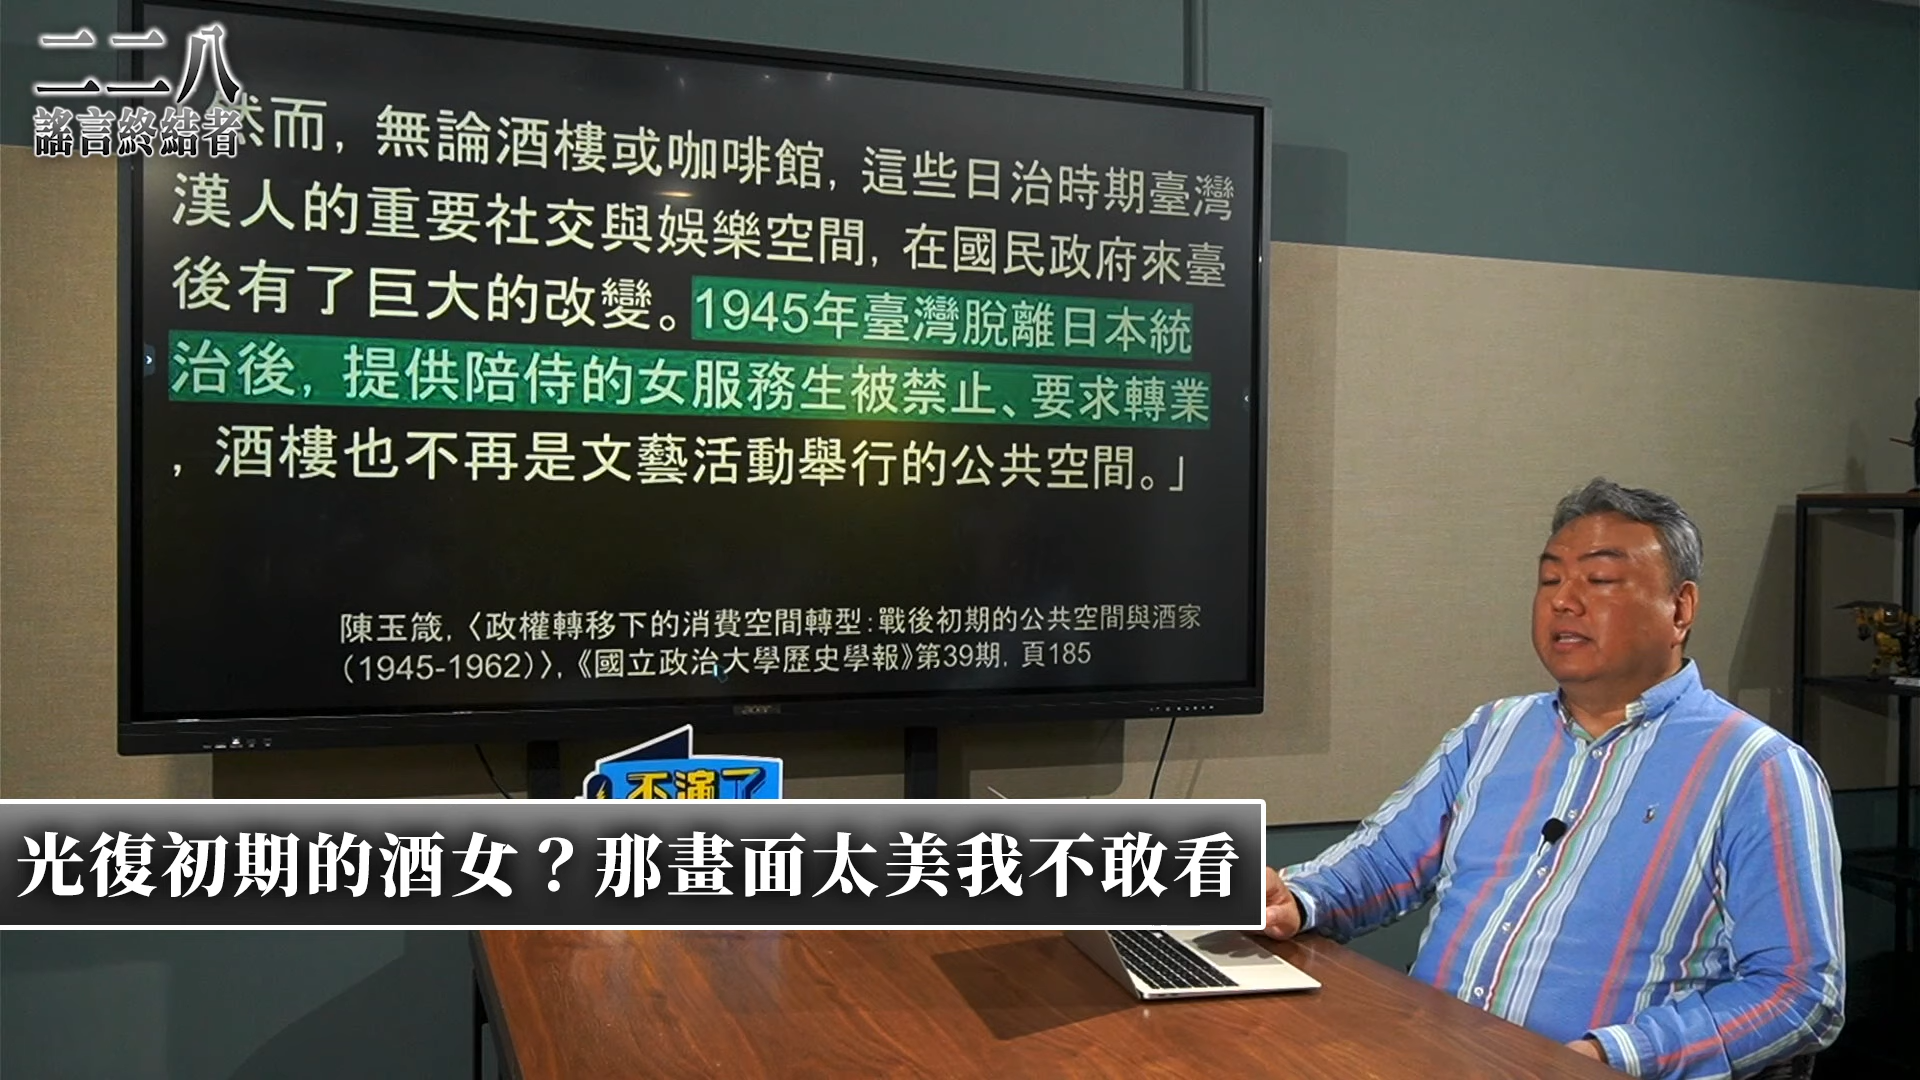 二二八
謠言終結者
然而，無論酒樓或咖啡館，這些日治時期臺灣
漢人的重要社交與娛樂空間，在國民政府來臺
後有了巨大的改變。1945年臺灣脫離日本統
治後，提供陪侍的女服務生被禁止、要求轉業
，酒樓也不再是文藝活動舉行的公共空間。」
陳玉箴，〈政權轉移下的消費空間轉型：戰後初期的公共空間與酒家
（1945-1962）〉，《國立政治大學歷史學報》第39期，頁185
acer
不演了
光復初期的酒女？那畫面太美我不敢看